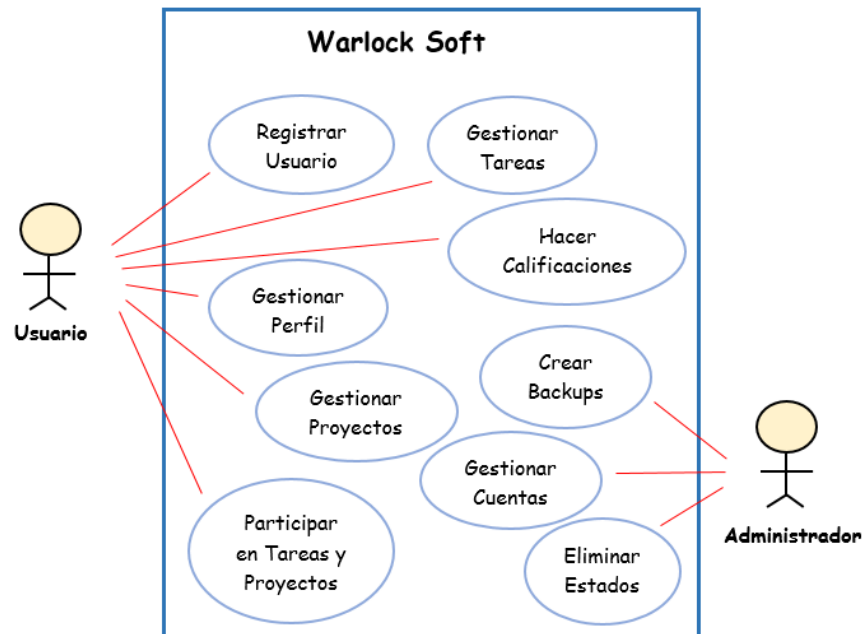 Warlock Soft
Registrar
Usuario
Gestionar
Tareas
Hacer
Calificaciones
Usuario
Gestionar
Perfil
Crear
Backups
Gestionar
Proyectos
Gestionar
Cuentas
Administrador
Participar
en Tareas y
Proyectos
Eliminar
Estados